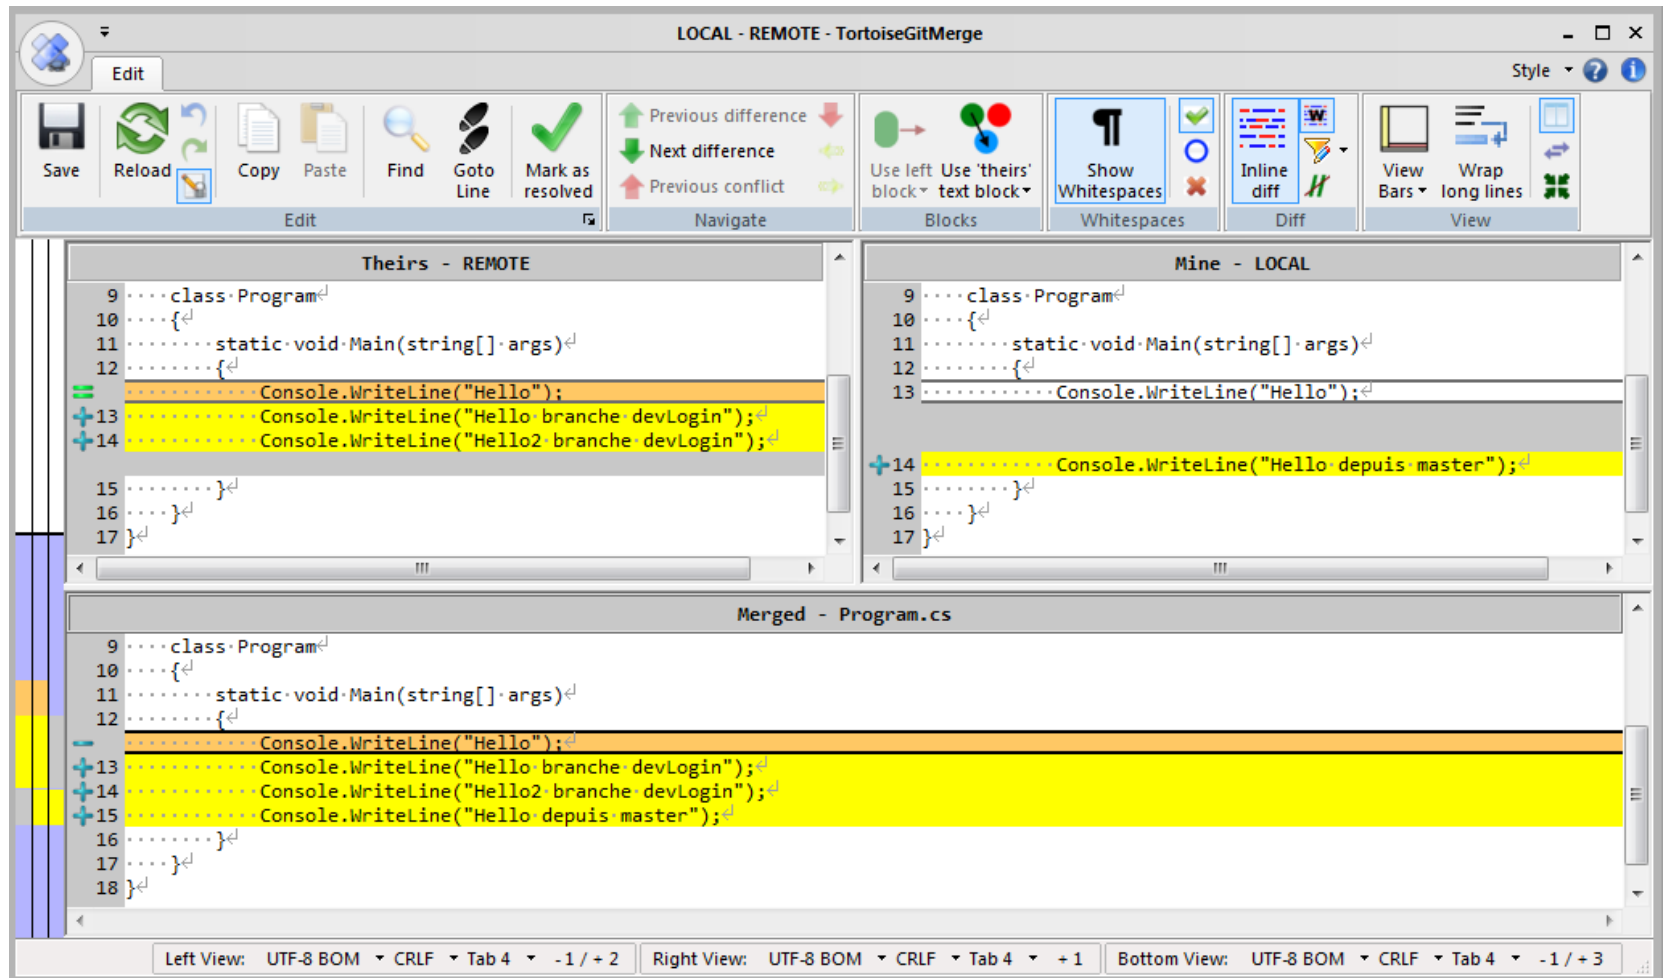 LOCAL - REMOTE - TortoiseGitMerge
Edit
Style
Save
Reload
Copy
Paste
Find
Goto Line
Mark as resolved
Edit
Previous difference
Next difference
Previous conflict
Navigate
Use left block
Use 'theirs' text block
Blocks
Show Whitespaces
Whitespaces
Inline diff
Diff
View Bars
Wrap long lines
View
Theirs - REMOTE
9 ····class·Program
10 ····{
11 ········static·void·Main(string[]·args)
12 ········{
············Console.WriteLine("Hello");
13 ············Console.WriteLine("Hello·branche·devLogin");
14 ············Console.WriteLine("Hello2·branche·devLogin");
15 ········}
16 ····}
17 }
Mine - LOCAL
9 ····class·Program
10 ····{
11 ········static·void·Main(string[]·args)
12 ········{
13 ············Console.WriteLine("Hello");
14 ············Console.WriteLine("Hello·depuis·master");
15 ········}
16 ····}
17 }
Merged - Program.cs
9 ····class·Program
10 ····{
11 ········static·void·Main(string[]·args)
12 ········{
············Console.WriteLine("Hello");
13 ············Console.WriteLine("Hello·branche·devLogin");
14 ············Console.WriteLine("Hello2·branche·devLogin");
15 ············Console.WriteLine("Hello·depuis·master");
16 ········}
17 ····}
18 }
Left View: UTF-8 BOM CRLF Tab 4 - 1 / + 2 Right View: UTF-8 BOM CRLF Tab 4 + 1 Bottom View: UTF-8 BOM CRLF Tab 4 - 1 / + 3